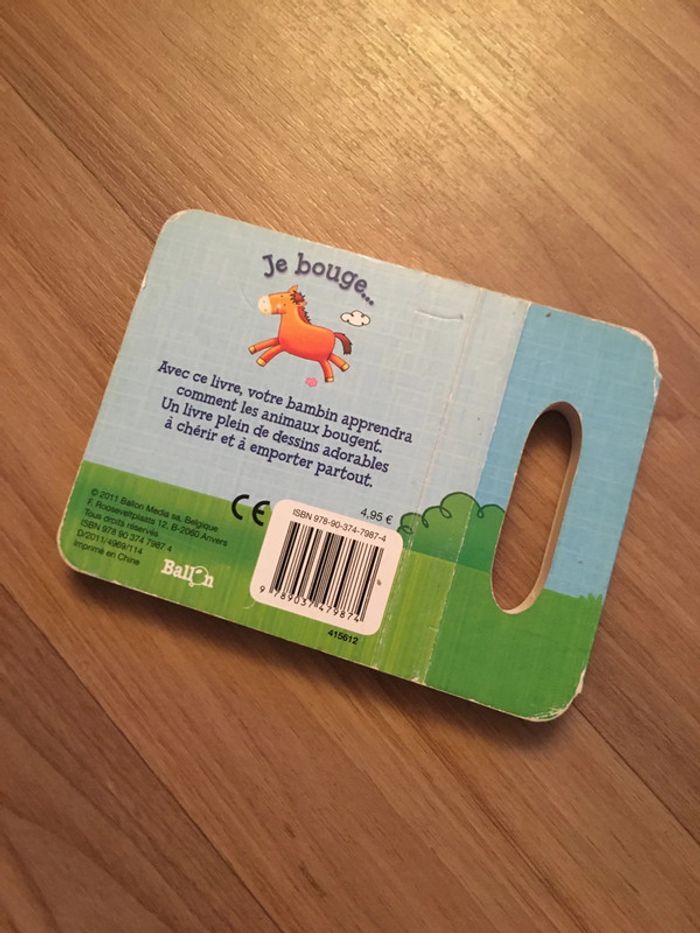 Je bouge...
Avec ce livre, votre bambin apprendra
comment les animaux bougent.
Un livre plein de dessins adorables
à chérir et à emporter partout.
© 2011 Ballon Media sa, Belgique
F. Rooseveltplaats 12, B-2060 Anvers
Tous droits réservés
ISBN 978 90 374 7987 4
D/2011/4969/114
Imprimé en Chine
Ballon
CE
4,95 €
ISBN 978-90-374-7987-4
9 789037 479874
415612